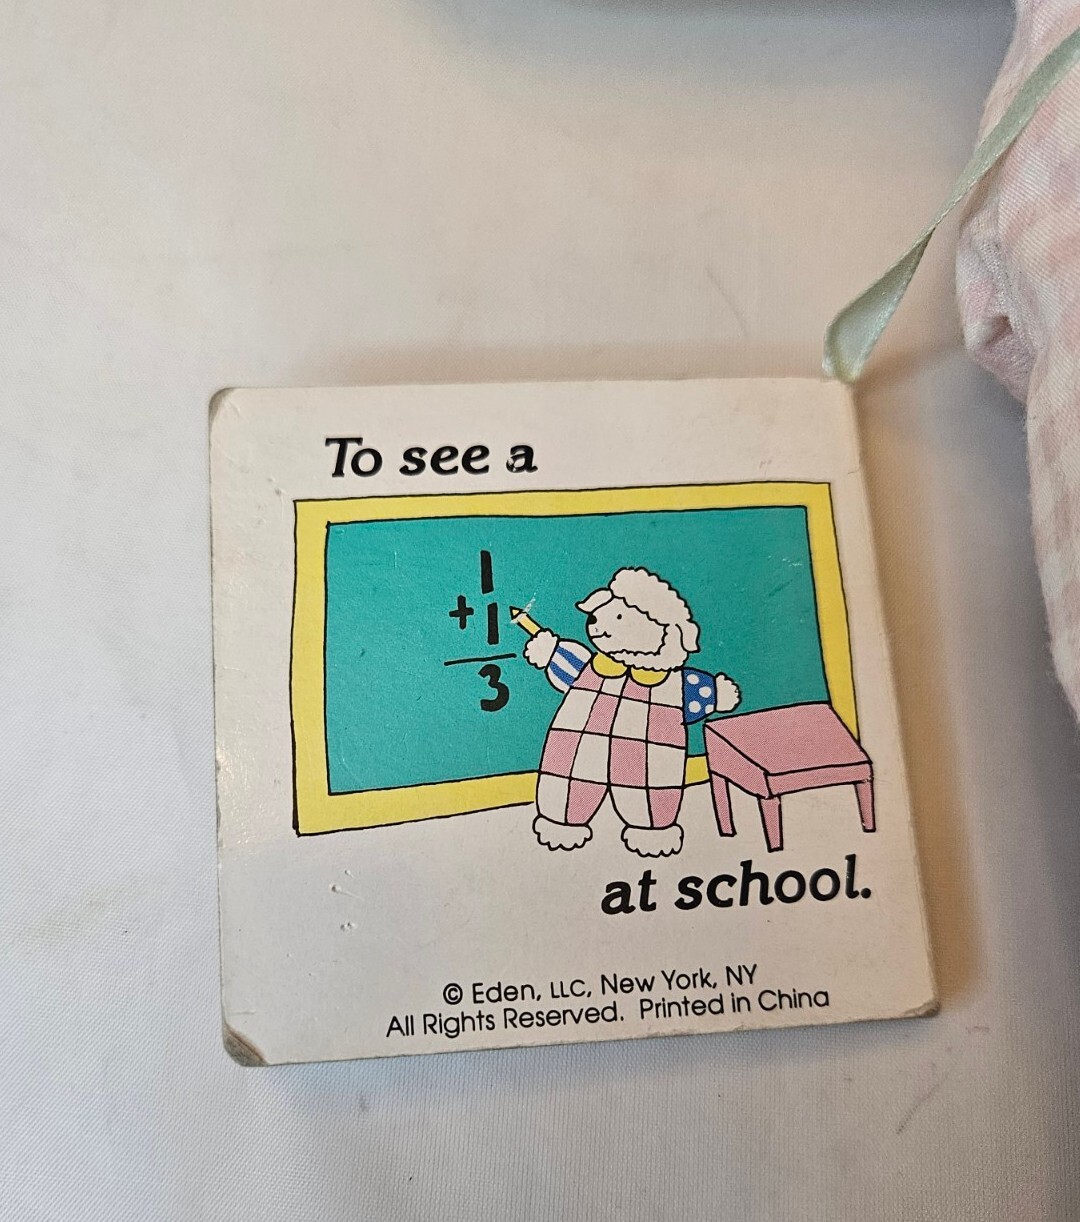 To see a
1
+1
3
at school.
© Eden, LLC, New York, NY
All Rights Reserved. Printed in China